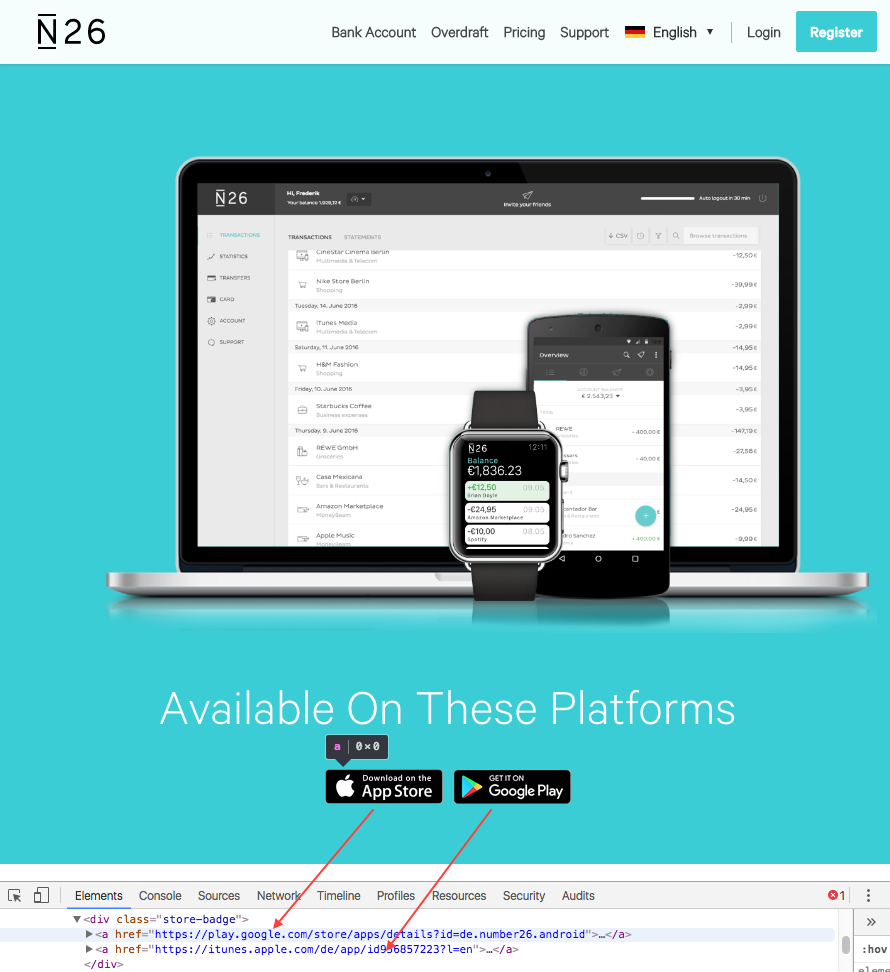 N26
Bank Account Overdraft Pricing Support English ▼ Login Register
N26
Hi, Frederik
Your balance 1.929,12 €
Invite your friends
Auto logout in 30 min
TRANSACTIONS
STATISTICS
TRANSFERS
CARD
ACCOUNT
SUPPORT
TRANSACTIONS STATEMENTS
CSV
Browse transactions
CineStar Cinema Berlin -12,50 €
Multimedia & Telecom
Nike Store Berlin -39,99 €
Shopping
Tuesday, 14. June 2016 -2,99 €
iTunes Media -2,99 €
Multimedia & Telecom
Saturday, 11. June 2016 -14,95 €
H&M Fashion -14,95 €
Shopping
Friday, 10. June 2016 -3,95 €
Starbucks Coffee -3,95 €
Business expenses
Thursday, 9. June 2016 -147,19 €
REWE GmbH -27,58 €
Groceries
Casa Mexicana -14,50 €
Bars & Restaurants
Amazon Marketplace -24,95 €
MoneyBeam
Apple Music -9,99 €
MoneyBeam
Overview
ACCOUNT BALANCE
€ 2.543,23
REWE - 400,00 €
- 40,00 €
contador Bar
& Restaurants
dro Sanchez + 400,00 €
N26 12:11
Balance
€1,836.23
+€12,50 09.05.
Brian Doyle
-€24,95 09.05.
Amazon Marketplace
-€10,00 08.05.
Spotify
Available On These Platforms
a | 0×0
Download on the
App Store
GET IT ON
Google Play
Elements Console Sources Network Timeline Profiles Resources Security Audits 1
▼<div class="store-badge">
▶<a href="https://play.google.com/store/apps/details?id=de.number26.android">…</a>
▶<a href="https://itunes.apple.com/de/app/id956857223?l=en">…</a>
</div>
»
:hov
eleme